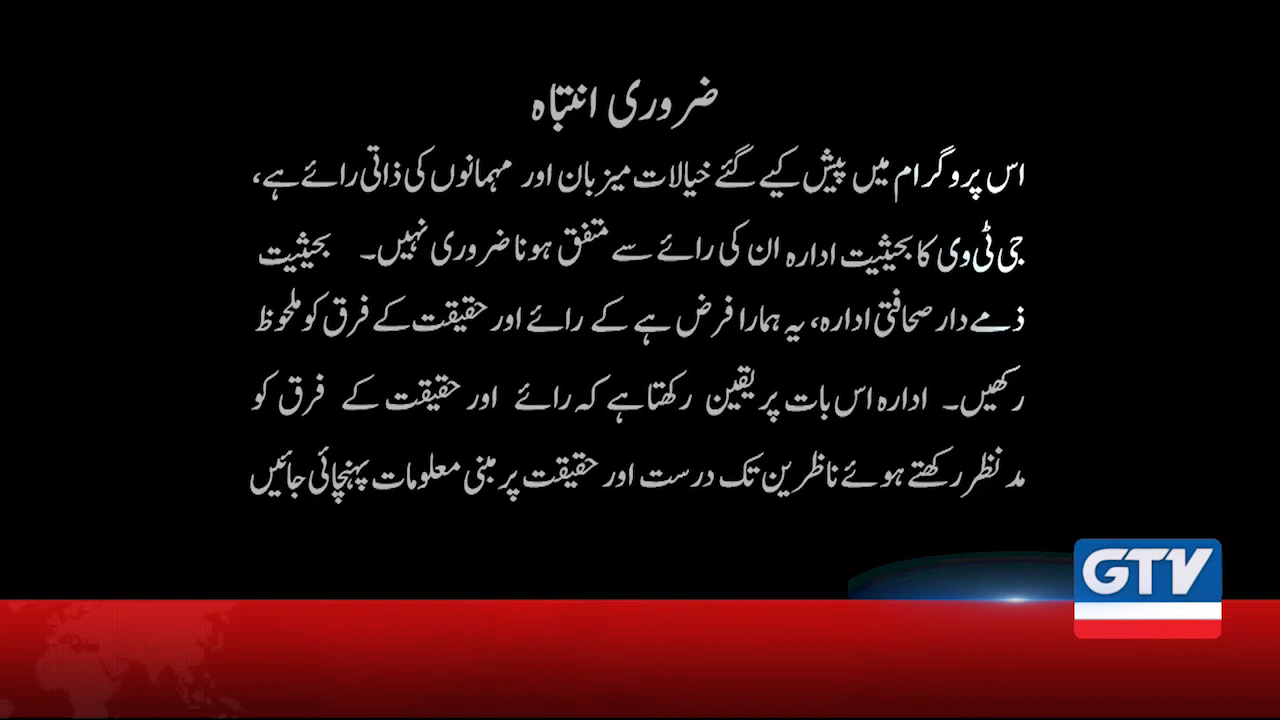 ضروری انتباہ
اس پروگرام میں پیش کیے گئے خیالات میزبان اور مہمانوں کی ذاتی رائے ہے،
جی ٹی وی کا بحیثیت ادارہ ان کی رائے سے متفق ہونا ضروری نہیں۔ بحیثیت
ذمے دار صحافتی ادارہ، یہ ہمارا فرض ہے کے رائے اور حقیقت کے فرق کو ملحوظ
رکھیں۔ ادارہ اس بات پر یقین رکھتا ہے کہ رائے اور حقیقت کے فرق کو
مد نظر رکھتے ہوئے ناظرین تک درست اور حقیقت پر مبنی معلومات پہنچائی جائیں
GTV